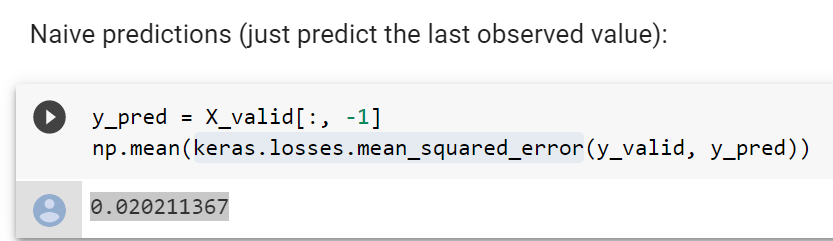 Naive predictions (just predict the last observed value):
y_pred = X_valid[:, -1]
np.mean(keras.losses.mean_squared_error(y_valid, y_pred))
0.020211367